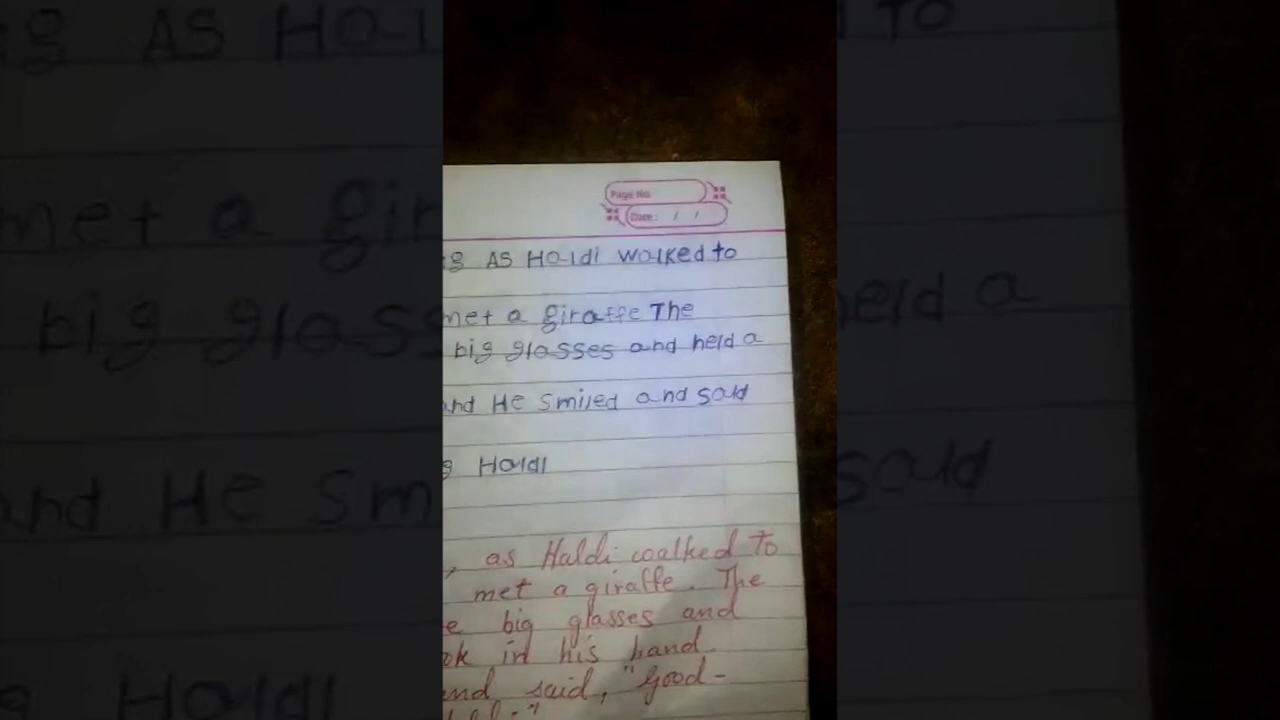 Page No.
Date: / /
g AS Haldi walked to
met a giraffe The
big glasses and held a
and He Smiled and said
g Haldi
, as Haldi walked to
met a giraffe. The
e big glasses and
ok in his hand.
and said, "Good-